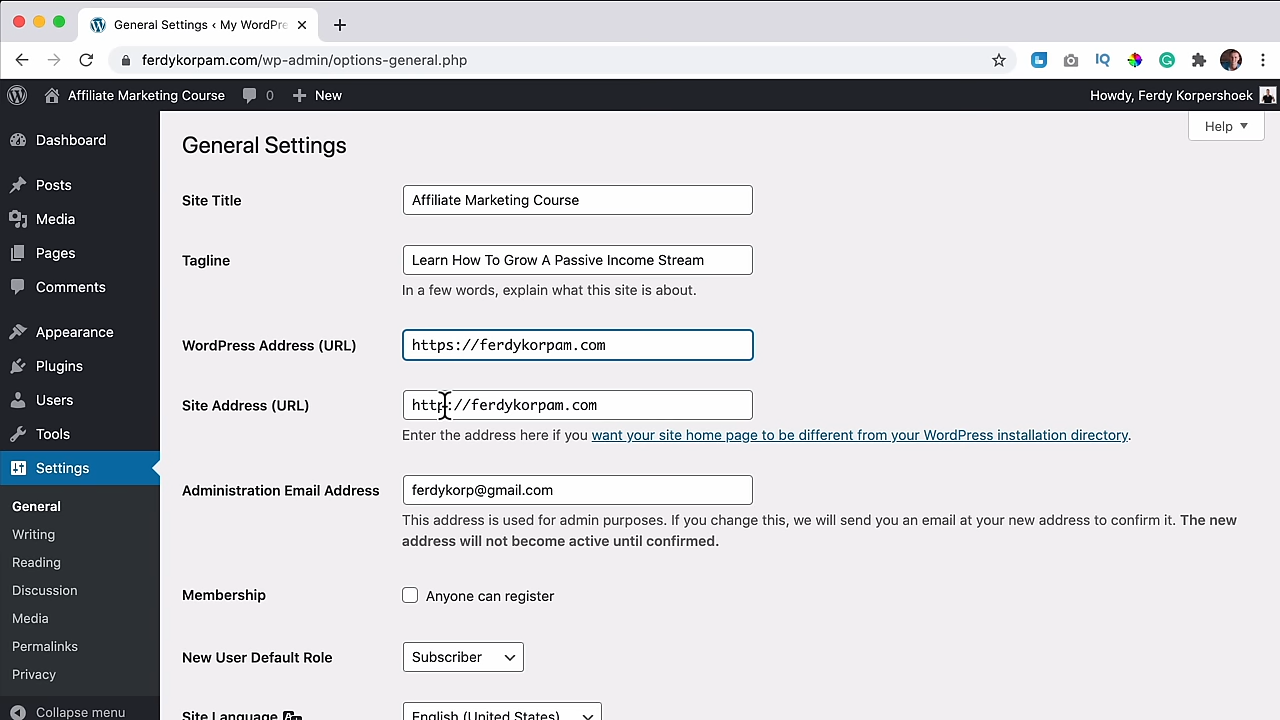 General Settings ‹ My WordPre
ferdykorpam.com/wp-admin/options-general.php
IQ
Affiliate Marketing Course 0 New Howdy, Ferdy Korpershoek
Help
Dashboard
Posts
Media
Pages
Comments
Appearance
Plugins
Users
Tools
Settings
General
Writing
Reading
Discussion
Media
Permalinks
Privacy
Collapse menu
General Settings
Site Title Affiliate Marketing Course
Tagline Learn How To Grow A Passive Income Stream
In a few words, explain what this site is about.
WordPress Address (URL) https://ferdykorpam.com
Site Address (URL) http://ferdykorpam.com
Enter the address here if you want your site home page to be different from your WordPress installation directory.
Administration Email Address ferdykorp@gmail.com
This address is used for admin purposes. If you change this, we will send you an email at your new address to confirm it. The new
address will not become active until confirmed.
Membership Anyone can register
New User Default Role Subscriber
Site Language English (United States)